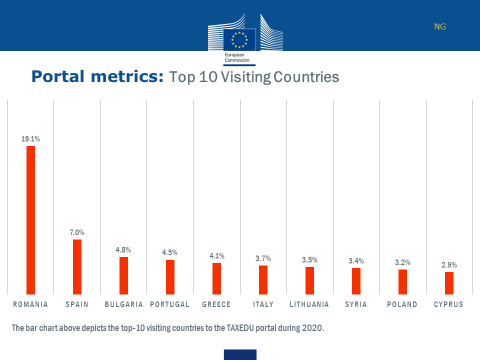 NG
European
Commission
Portal metrics: Top 10 Visiting Countries
19.1%
7.0%
4.8%
4.5%
4.1%
3.7%
3.5%
3.4%
3.2%
2.9%
ROMANIA SPAIN BULGARIA PORTUGAL GREECE ITALY LITHUANIA SYRIA POLAND CYPRUS
The bar chart above depicts the top-10 visiting countries to the TAXEDU portal during 2020.